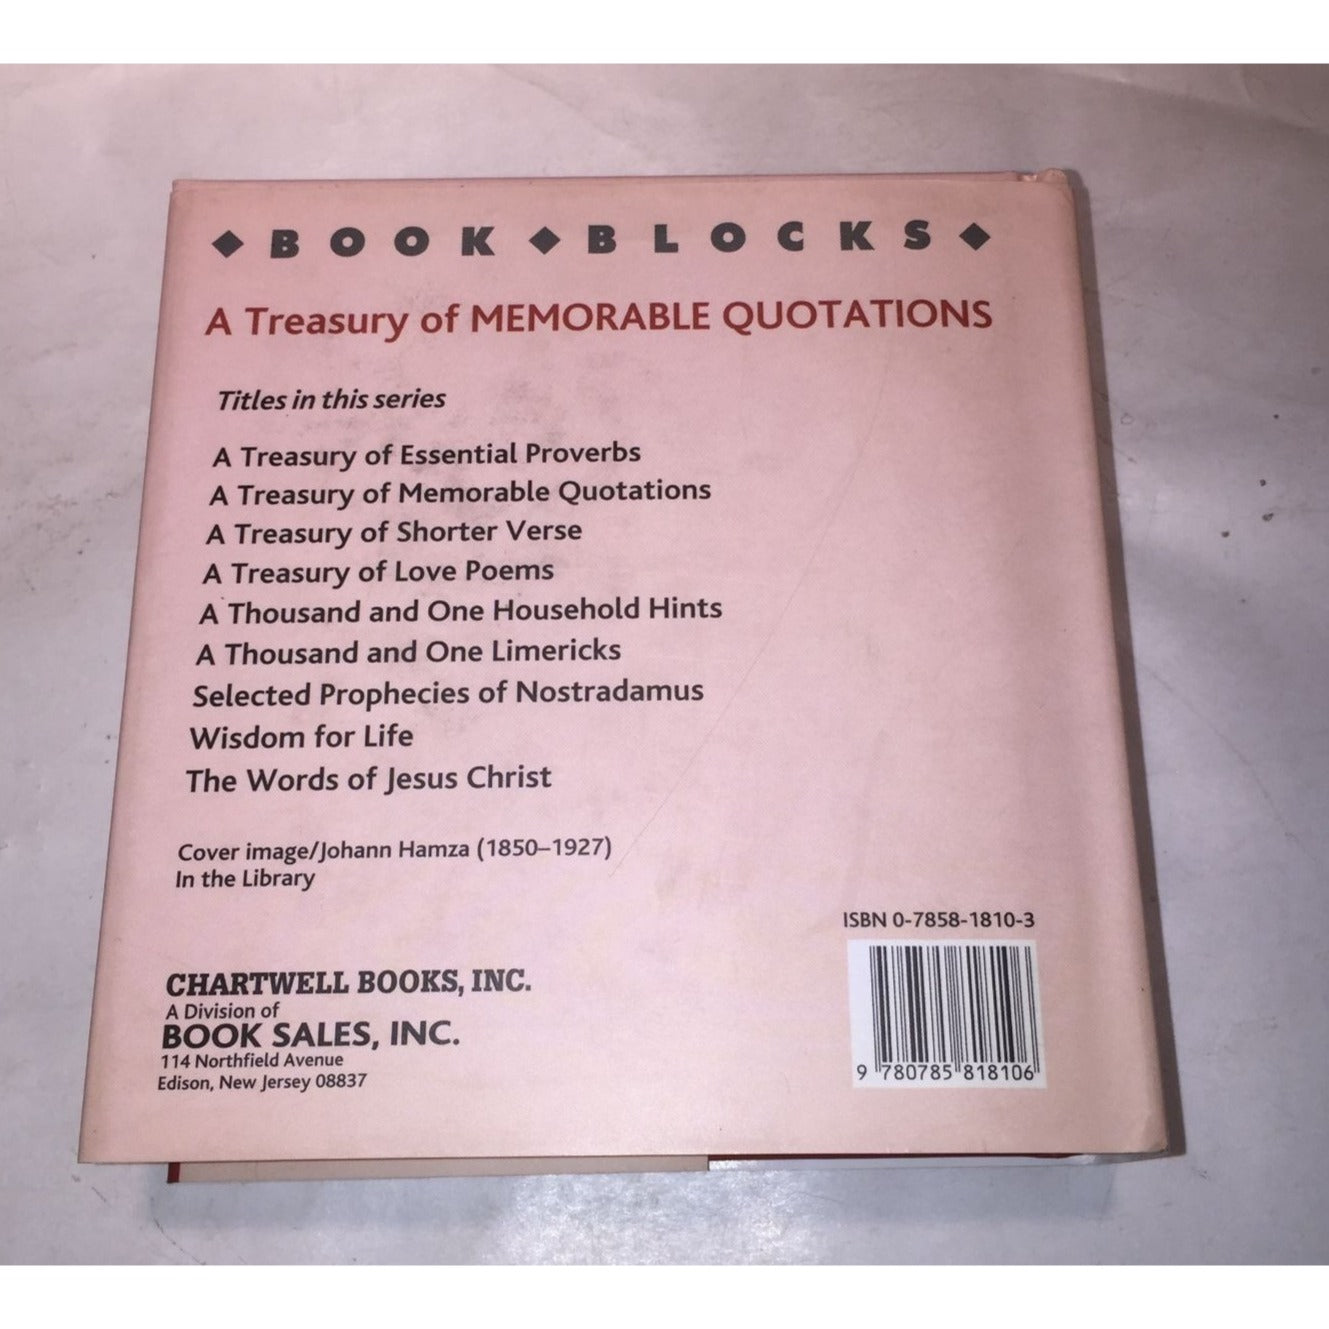 ◆ BOOK ◆ BLOCKS ◆
A Treasury of MEMORABLE QUOTATIONS
Titles in this series
A Treasury of Essential Proverbs
A Treasury of Memorable Quotations
A Treasury of Shorter Verse
A Treasury of Love Poems
A Thousand and One Household Hints
A Thousand and One Limericks
Selected Prophecies of Nostradamus
Wisdom for Life
The Words of Jesus Christ
Cover image/Johann Hamza (1850–1927)
In the Library
CHARTWELL BOOKS, INC.
A Division of
BOOK SALES, INC.
114 Northfield Avenue
Edison, New Jersey 08837
ISBN 0-7858-1810-3
9 780785 818106